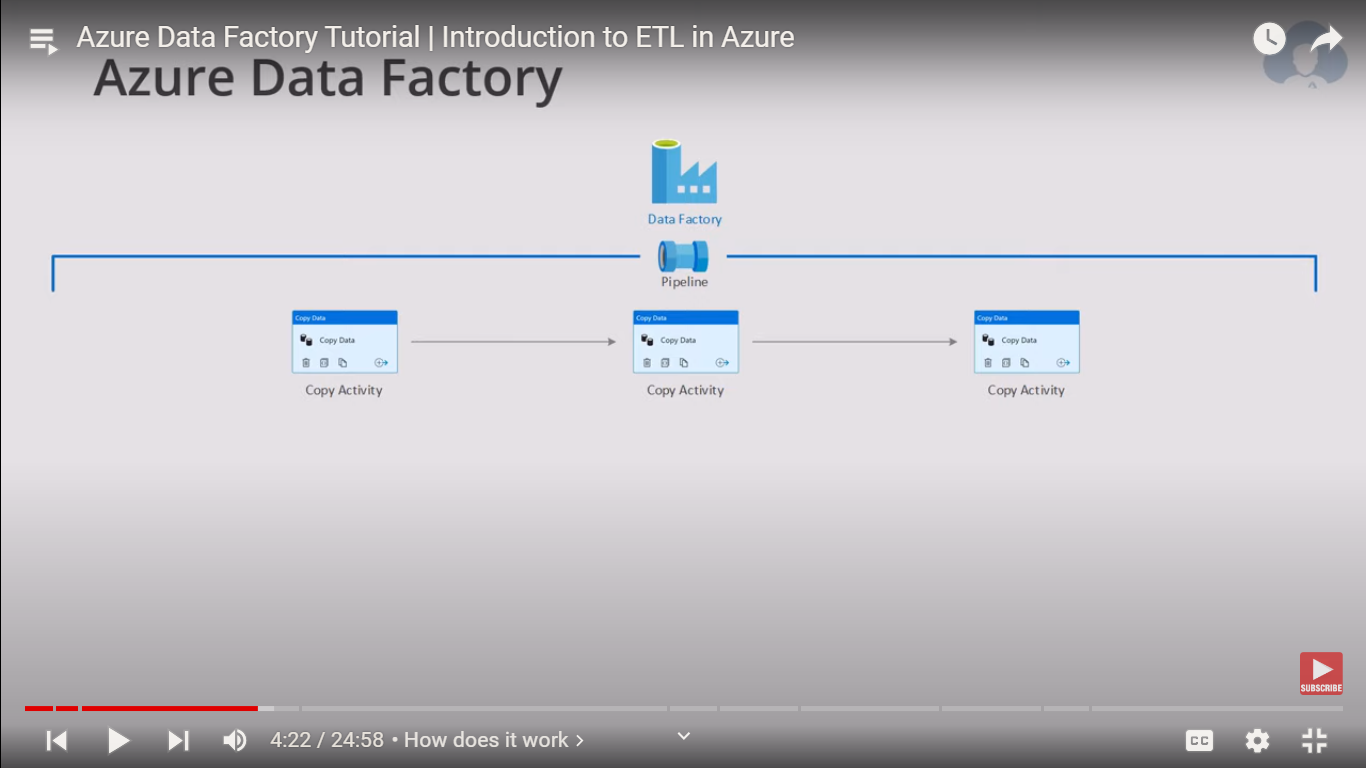 Azure Data Factory Tutorial | Introduction to ETL in Azure
Azure Data Factory
Data Factory
Pipeline
Copy Data
Copy Data
Copy Activity
Copy Data
Copy Data
Copy Activity
Copy Data
Copy Data
Copy Activity
SUBSCRIBE
4:22 / 24:58 • How does it work >
CC